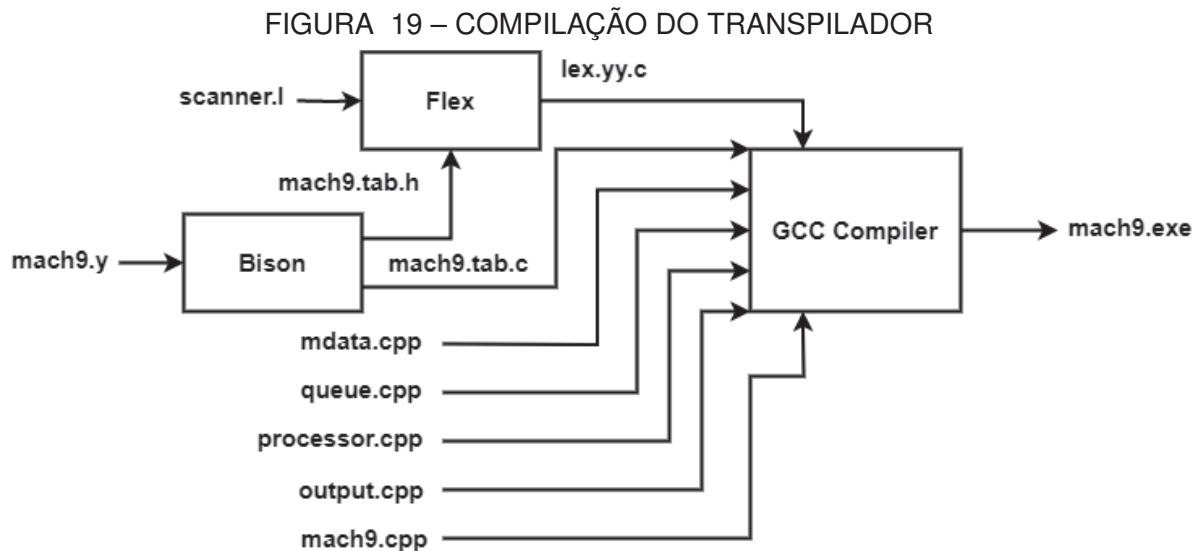 FIGURA 19 – COMPILAÇÃO DO TRANSPILADOR
lex.yy.c
scanner.l
Flex
mach9.tab.h
GCC Compiler
mach9.exe
mach9.y
Bison
mach9.tab.c
mdata.cpp
queue.cpp
processor.cpp
output.cpp
mach9.cpp